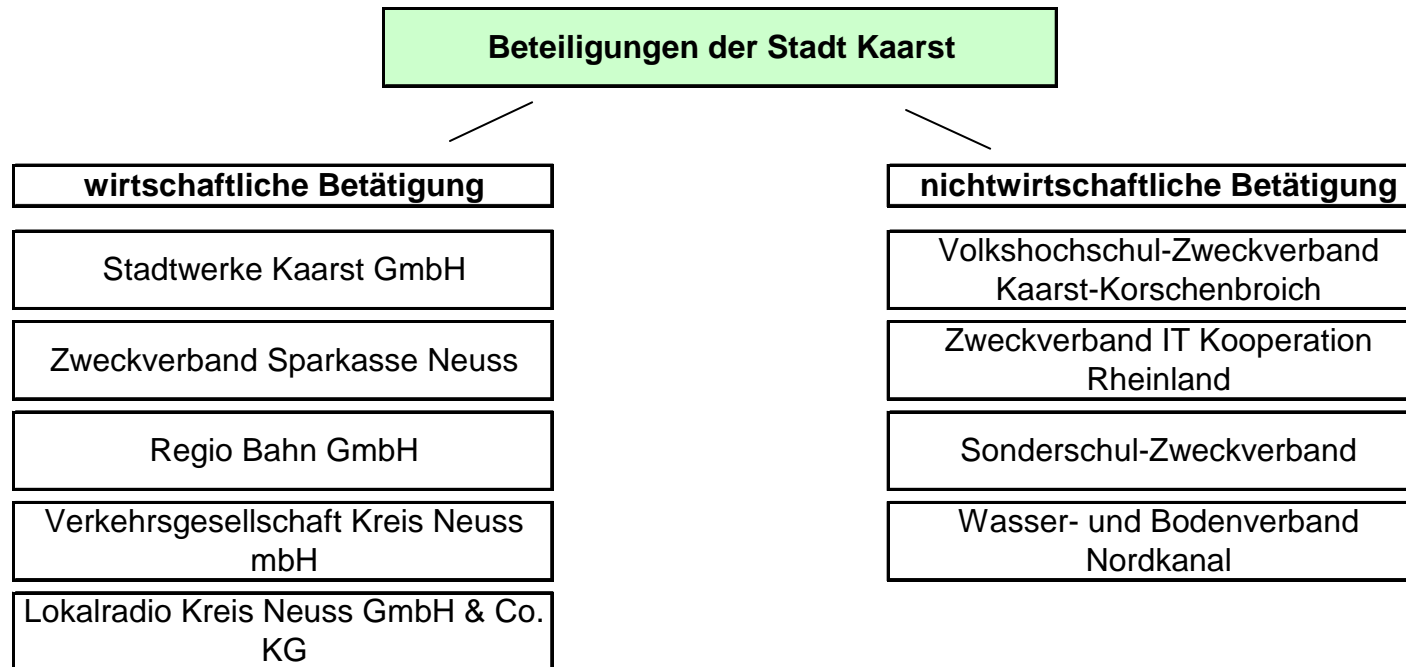 Beteiligungen der Stadt Kaarst
wirtschaftliche Betätigung
Stadtwerke Kaarst GmbH
Zweckverband Sparkasse Neuss
Regio Bahn GmbH
Verkehrsgesellschaft Kreis Neuss
mbH
Lokalradio Kreis Neuss GmbH & Co.
KG
nichtwirtschaftliche Betätigung
Volkshochschul-Zweckverband
Kaarst-Korschenbroich
Zweckverband IT Kooperation
Rheinland
Sonderschul-Zweckverband
Wasser- und Bodenverband
Nordkanal